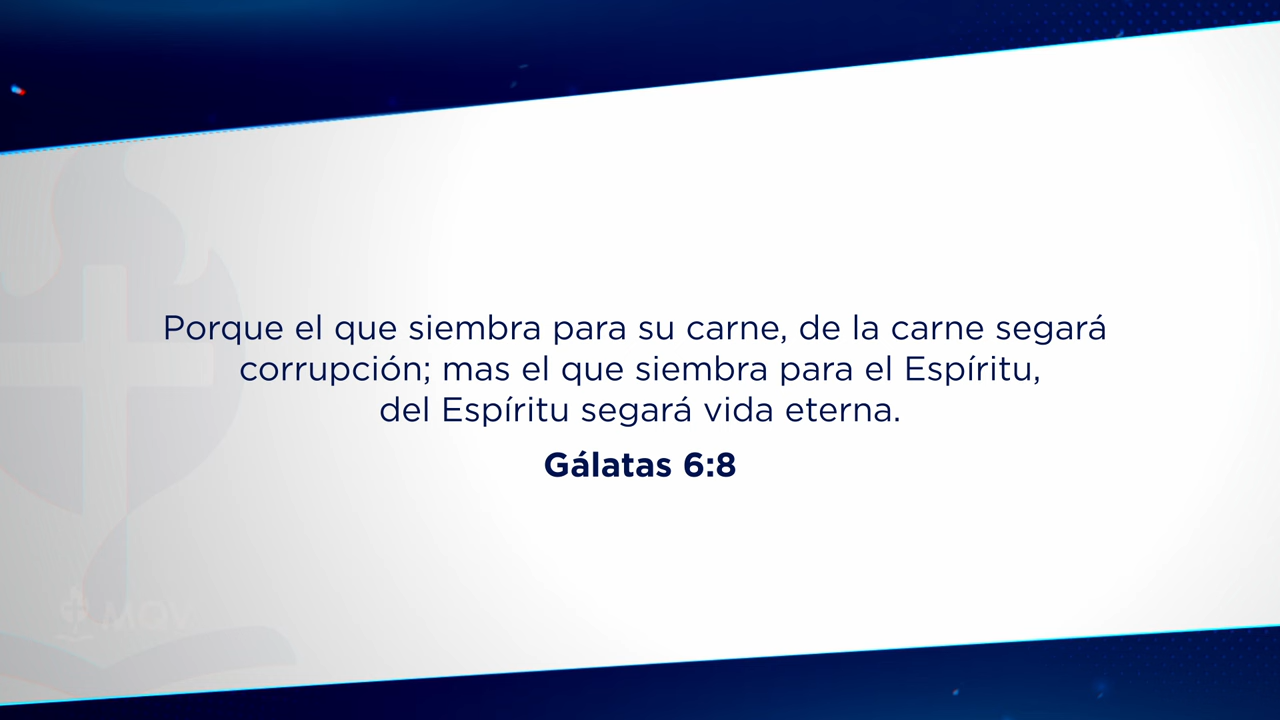 Porque el que siembra para su carne, de la carne segará
corrupción; mas el que siembra para el Espíritu,
del Espíritu segará vida eterna.
Gálatas 6:8